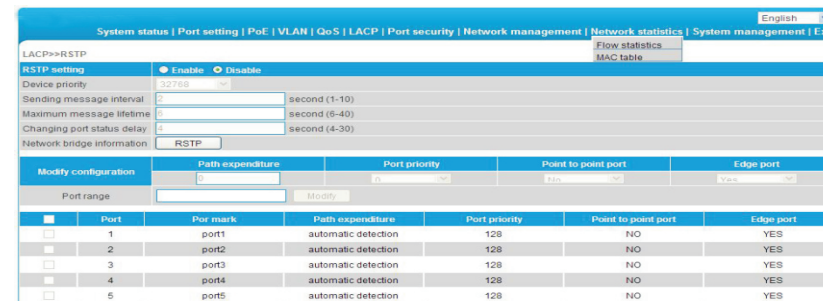 English
System status | Port setting | PoE | VLAN | QoS | LACP | Port security | Network management | Network statistics | System management | E
Flow statistics
MAC table
LACP>>RSTP
RSTP setting Enable Disable
Device priority 32768
Sending message interval 2 second (1-10)
Maximum message lifetime 6 second (6-40)
Changing port status delay 4 second (4-30)
Network bridge information RSTP
Modify configuration Path expenditure Port priority Point to point port Edge port
0 0 No Yes
Port range Modify
Port Por mark Path expenditure Port priority Point to point port Edge port
1 port1 automatic detection 128 NO YES
2 port2 automatic detection 128 NO YES
3 port3 automatic detection 128 NO YES
4 port4 automatic detection 128 NO YES
5 port5 automatic detection 128 NO YES